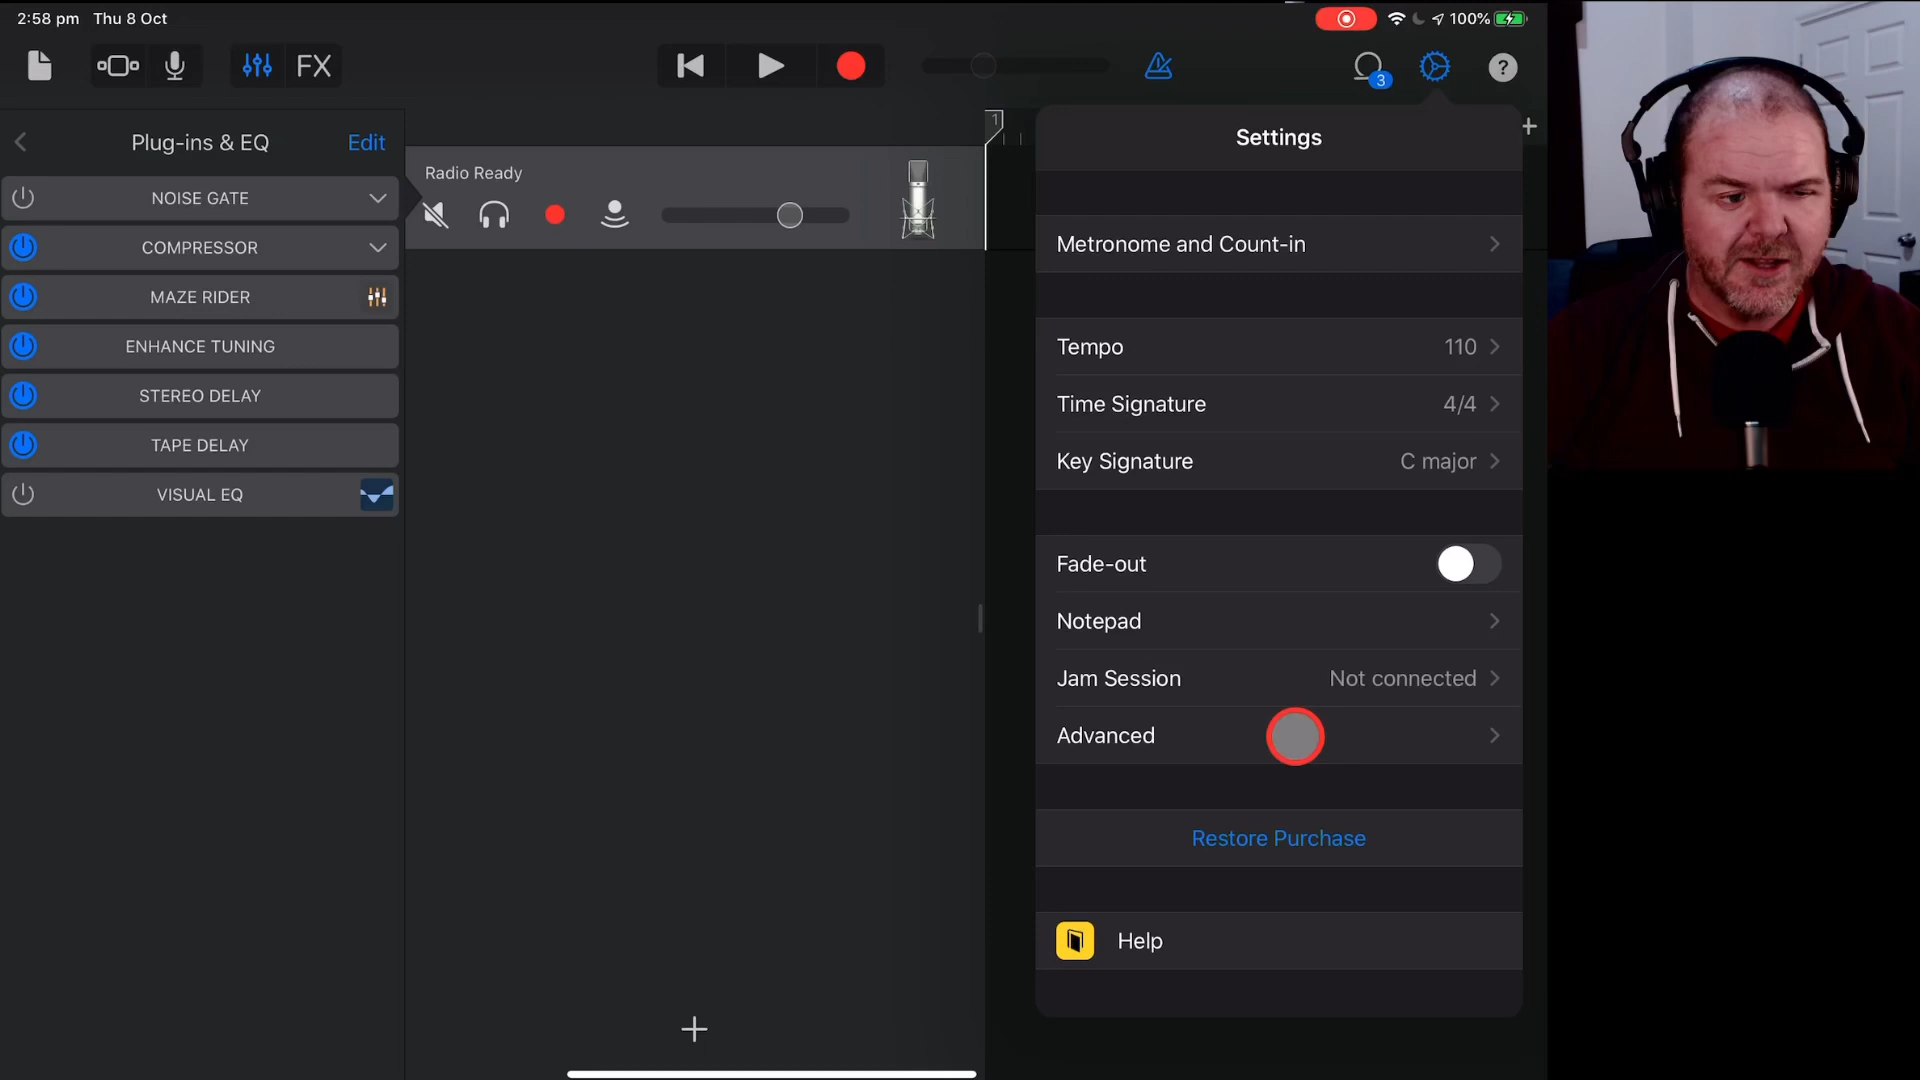 2:58 pm Thu 8 Oct
100%
FX
3
?
Plug-ins & EQ
Edit
NOISE GATE
COMPRESSOR
MAZE RIDER
ENHANCE TUNING
STEREO DELAY
TAPE DELAY
VISUAL EQ
Radio Ready
1
Settings
Metronome and Count-in
Tempo 110
Time Signature 4/4
Key Signature C major
Fade-out
Notepad
Jam Session Not connected
Advanced
Restore Purchase
Help